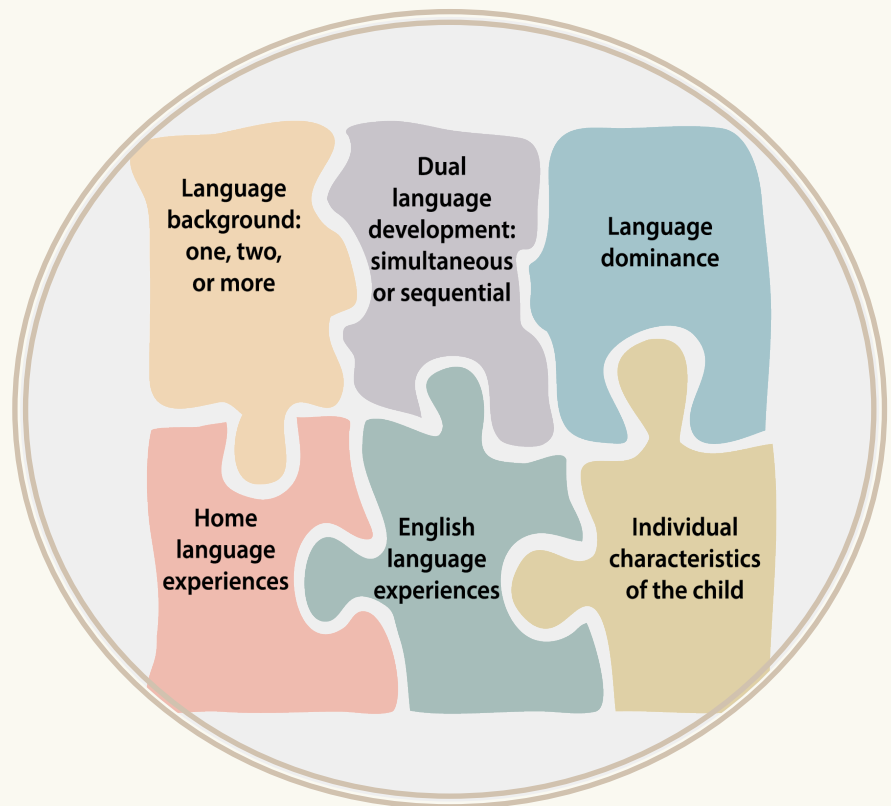 Language
background:
one, two,
or more
Dual
language
development:
simultaneous
or sequential
Language
dominance
Home
language
experiences
English
language
experiences
Individual
characteristics
of the child